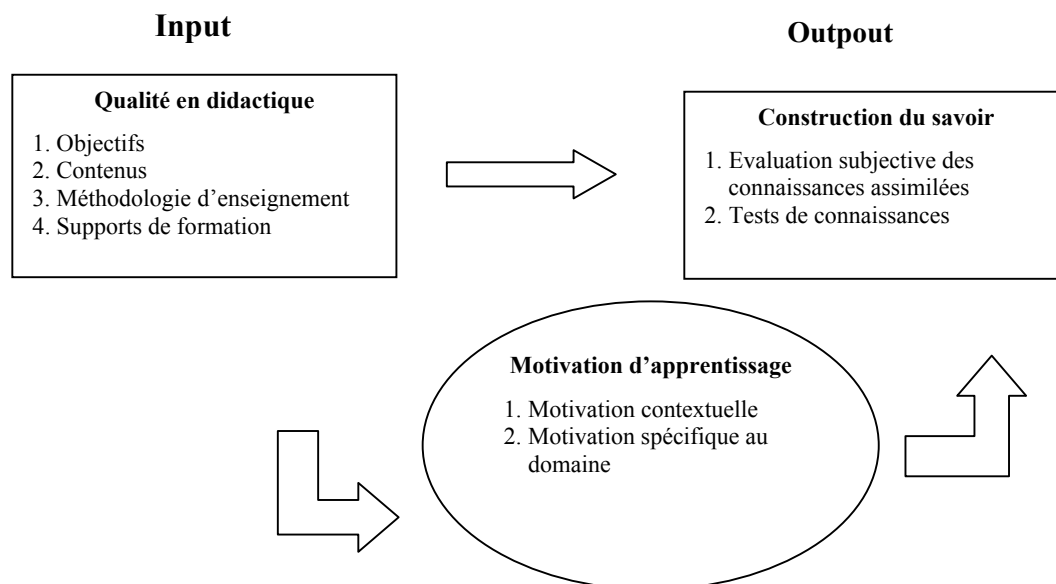 Input
Outpout
Qualité en didactique
1. Objectifs
2. Contenus
3. Méthodologie d’enseignement
4. Supports de formation
Construction du savoir
1. Evaluation subjective des
connaissances assimilées
2. Tests de connaissances
Motivation d’apprentissage
1. Motivation contextuelle
2. Motivation spécifique au
domaine